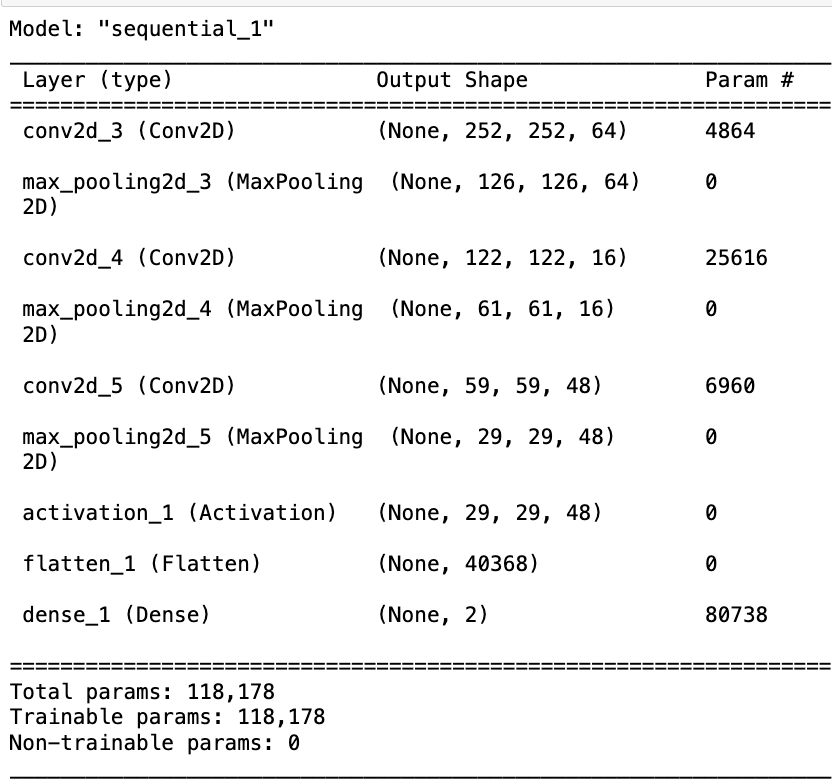 Model: "sequential_1"
Layer (type) Output Shape Param #
conv2d_3 (Conv2D) (None, 252, 252, 64) 4864
max_pooling2d_3 (MaxPooling (None, 126, 126, 64) 0
2D)
conv2d_4 (Conv2D) (None, 122, 122, 16) 25616
max_pooling2d_4 (MaxPooling (None, 61, 61, 16) 0
2D)
conv2d_5 (Conv2D) (None, 59, 59, 48) 6960
max_pooling2d_5 (MaxPooling (None, 29, 29, 48) 0
2D)
activation_1 (Activation) (None, 29, 29, 48) 0
flatten_1 (Flatten) (None, 40368) 0
dense_1 (Dense) (None, 2) 80738
Total params: 118,178
Trainable params: 118,178
Non-trainable params: 0